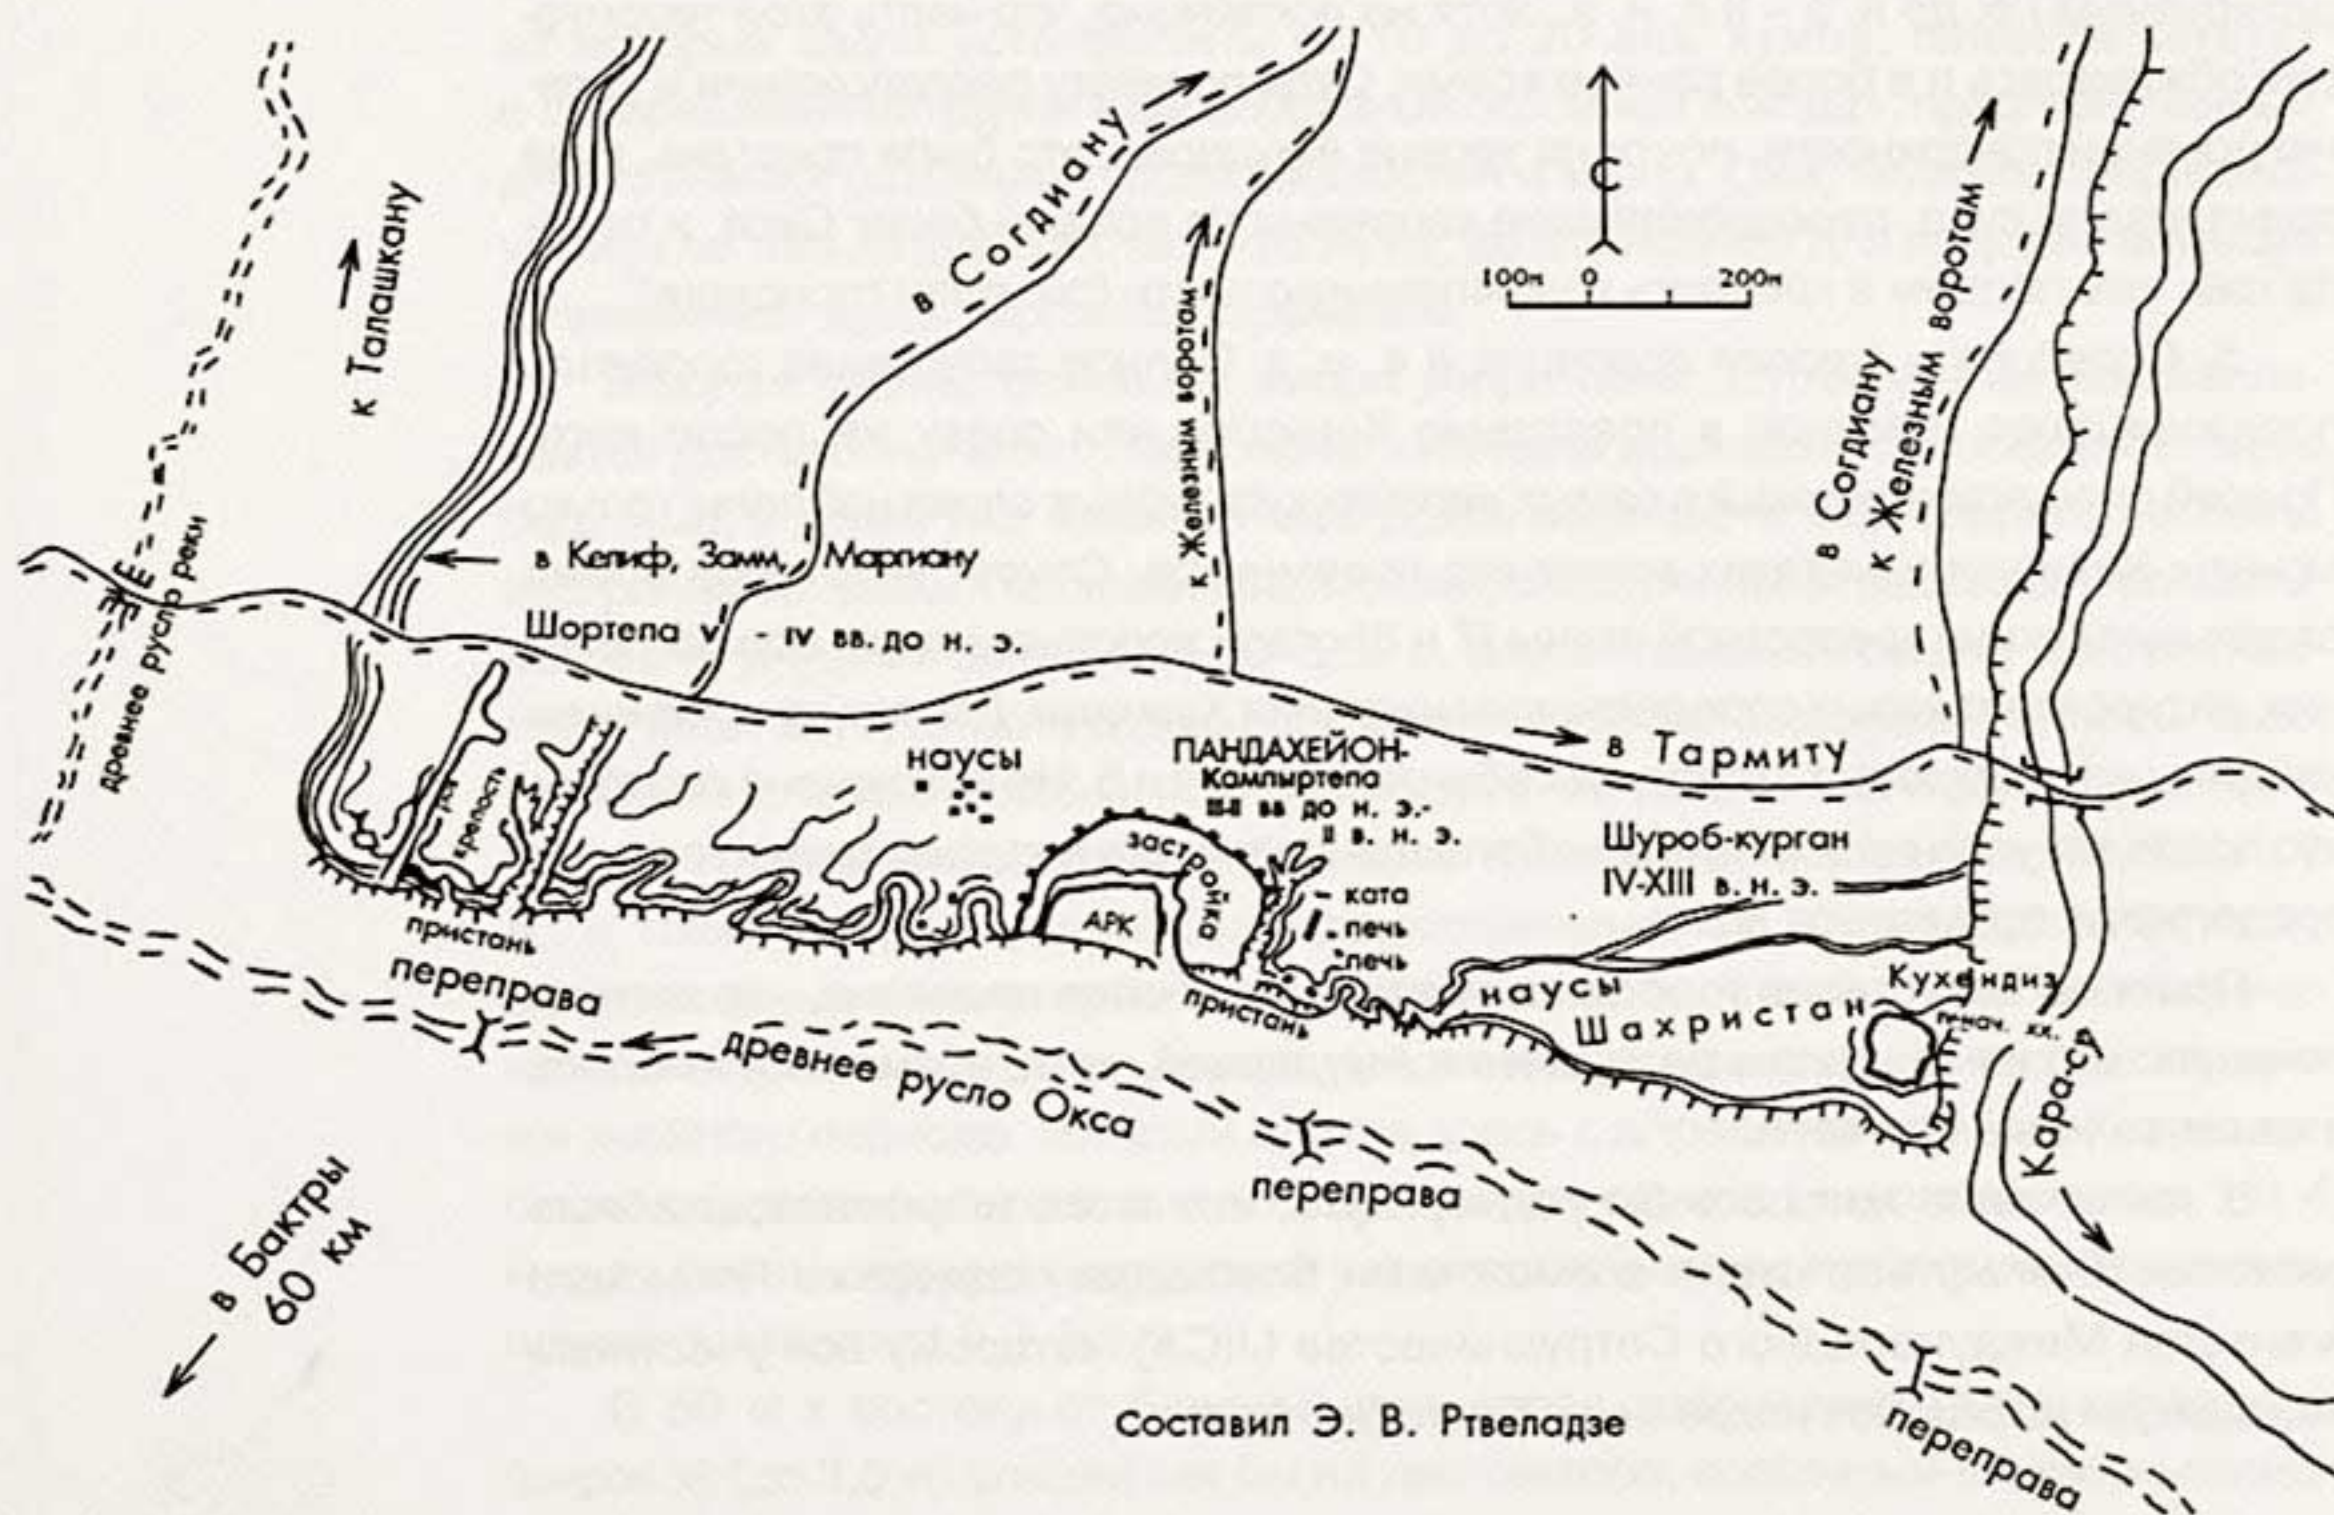 к Талашкану
в Согдиану
к Железным воротам
С
100м 0 200м
в Согдиану
к Железным воротам
в Келиф, Замм, Маргиану
Шортепа V - IV вв. до н. э.
древнее русло реки
крепость
наусы
ПАНДАХЕЙОН-
Кампыртепа
III-II вв до н. э.-
II в. н. э.
в Тармиту
застройка
АРК
ката
печь
печь
Шуроб-курган
IV-XIII в. н. э.
пристань
переправа
пристань
наусы
Шахристан
Кухендиз
Кара-су
древнее русло Окса
переправа
переправа
в Бактры
60 км
Составил Э. В. Ртвеладзе